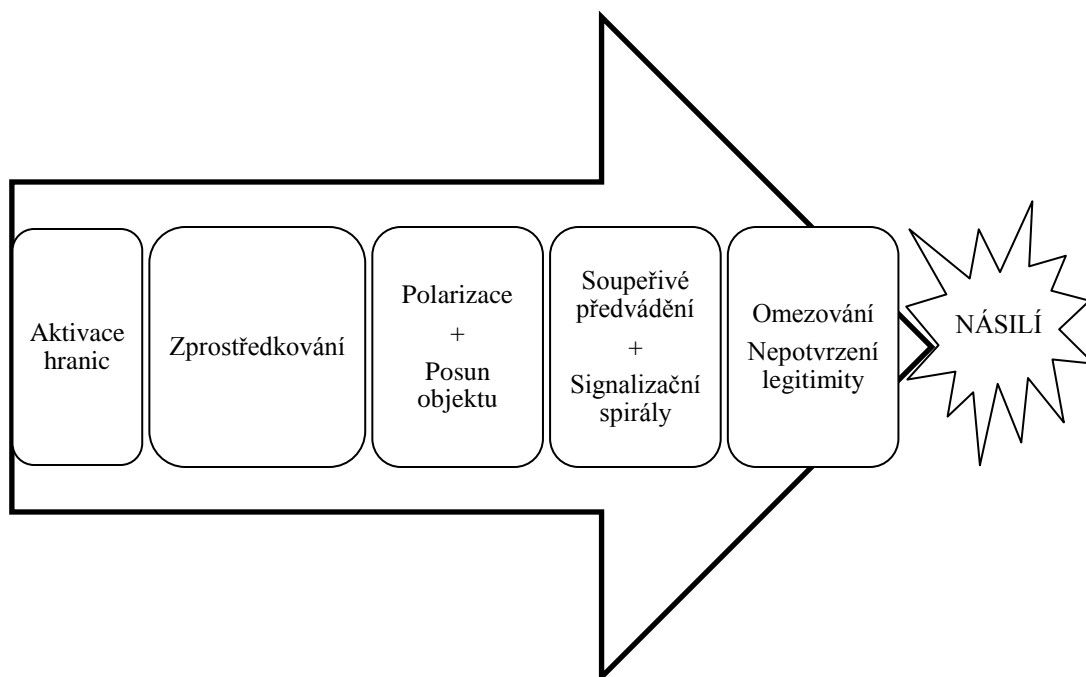 Aktivace
hranic
Zprostředkování
Polarizace
+
Posun
objektu
Soupeřivé
předvádění
+
Signalizační
spirály
Omezování
Nepotvrzení
legitimity
NÁSILÍ